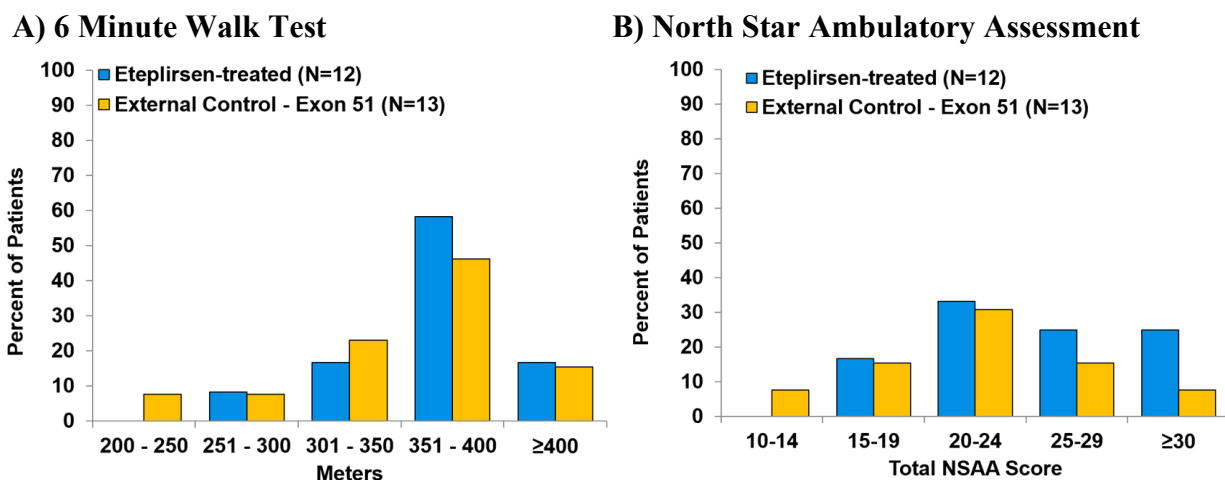 A) 6 Minute Walk Test
100
90
80
70
60
50
40
30
20
10
0
Percent of Patients
Eteplirsen-treated (N=12)
External Control - Exon 51 (N=13)
200 - 250 251 - 300 301 - 350 351 - 400 ≥400
Meters
B) North Star Ambulatory Assessment
100
90
80
70
60
50
40
30
20
10
0
Percent of Patients
Eteplirsen-treated (N=12)
External Control - Exon 51 (N=13)
10-14 15-19 20-24 25-29 ≥30
Total NSAA Score